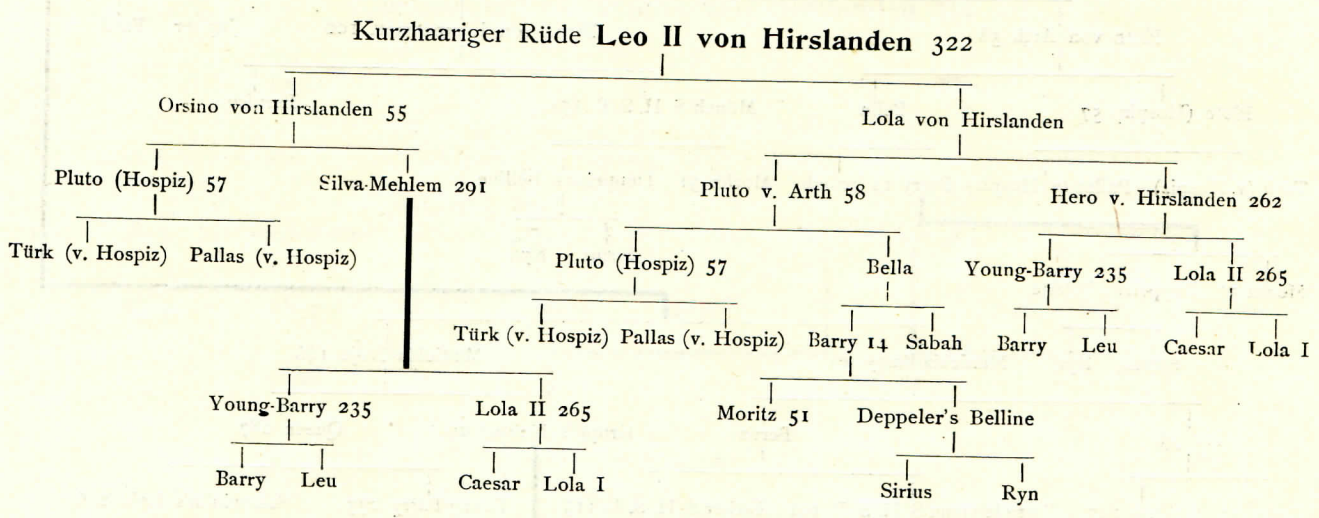 Kurzhaariger Rüde Leo II von Hirslanden 322
Orsino von Hirslanden 55
Lola von Hirslanden
Pluto (Hospiz) 57
Silva-Mehlem 291
Pluto v. Arth 58
Hero v. Hirslanden 262
Türk (v. Hospiz)
Pallas (v. Hospiz)
Pluto (Hospiz) 57
Bella
Young-Barry 235
Lola II 265
Türk (v. Hospiz)
Pallas (v. Hospiz)
Barry 14
Sabah
Barry
Leu
Caesar
Lola I
Young-Barry 235
Lola II 265
Moritz 51
Deppeler's Belline
Barry
Leu
Caesar
Lola I
Sirius
Ryn